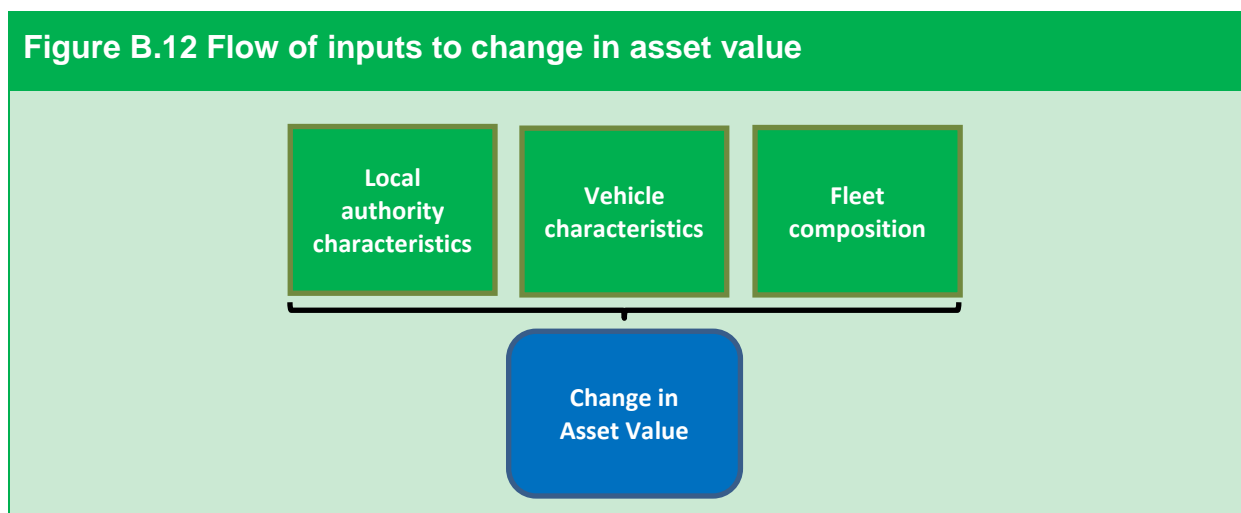 Figure B.12 Flow of inputs to change in asset value
Local
authority
characteristics
Vehicle
characteristics
Fleet
composition
Change in
Asset Value